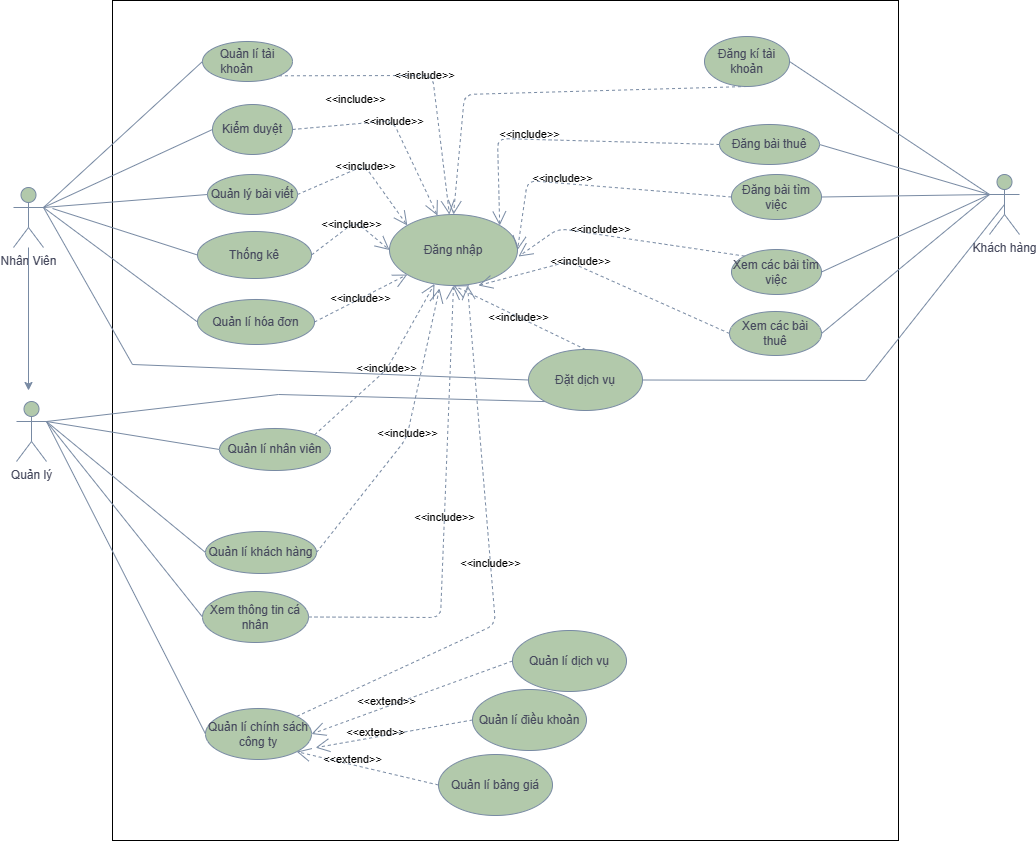 Quản lí tài
khoản
Đăng kí tài
khoản
<<include>>
<<include>>
<<include>>
Kiểm duyệt
<<include>>
Đăng bài thuê
<<include>>
<<include>>
Quản lý bài viết
Đăng bài tìm
việc
<<include>>
<<include>>
Nhân Viên
Khách hàng
Đăng nhập
Thống kê
<<include>>
Xem các bài tìm
việc
<<include>>
<<include>>
Quản lí hóa đơn
Xem các bài
thuê
<<include>>
Đặt dịch vụ
<<include>>
Quản lí nhân viên
Quản lý
<<include>>
<<include>>
Quản lí khách hàng
<<include>>
Xem thông tin cá
nhân
Quản lí dịch vụ
<<extend>>
Quản lí điều khoản
Quản lí chính sách
công ty
<<extend>>
<<extend>>
Quản lí bảng giá